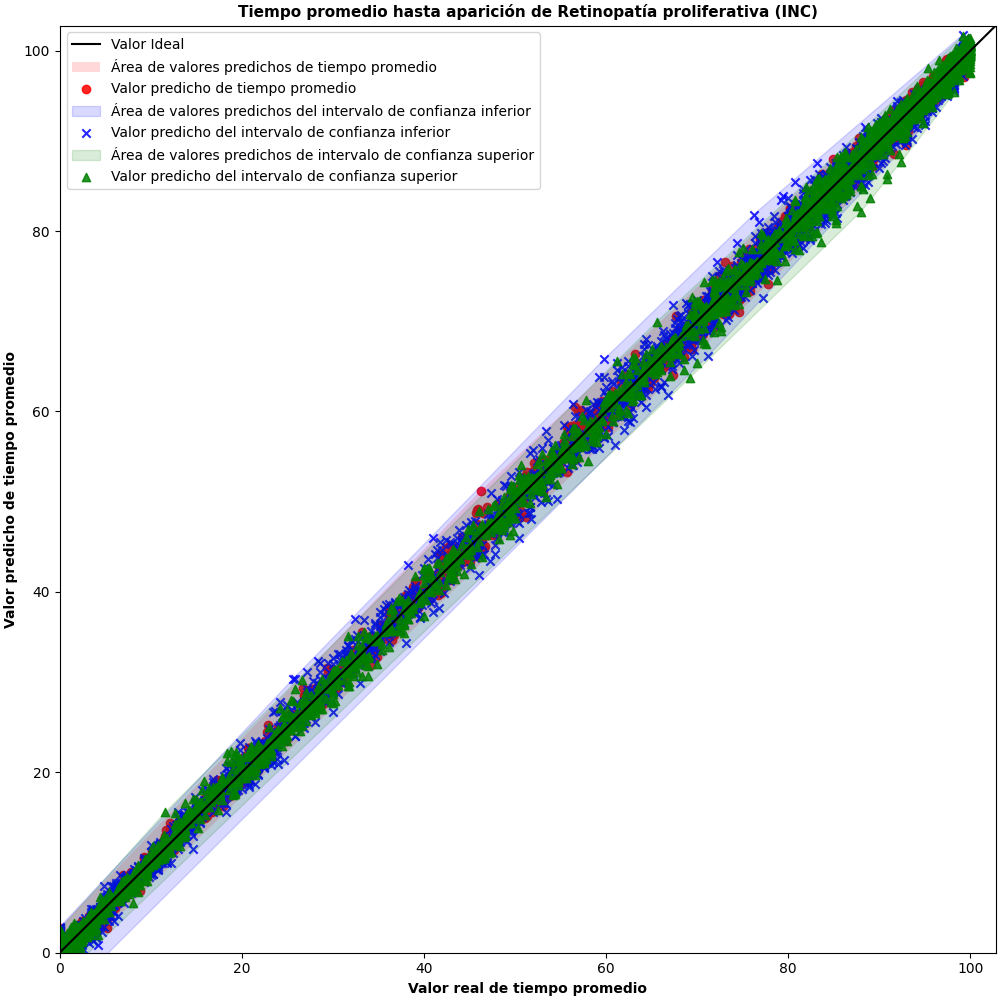 Tiempo promedio hasta aparición de Retinopatía proliferativa (INC)
Valor Ideal
Área de valores predichos de tiempo promedio
Valor predicho de tiempo promedio
Área de valores predichos del intervalo de confianza inferior
Valor predicho del intervalo de confianza inferior
Área de valores predichos de intervalo de confianza superior
Valor predicho del intervalo de confianza superior
Valor predicho de tiempo promedio
100
80
60
40
20
0
0 20 40 60 80 100
Valor real de tiempo promedio